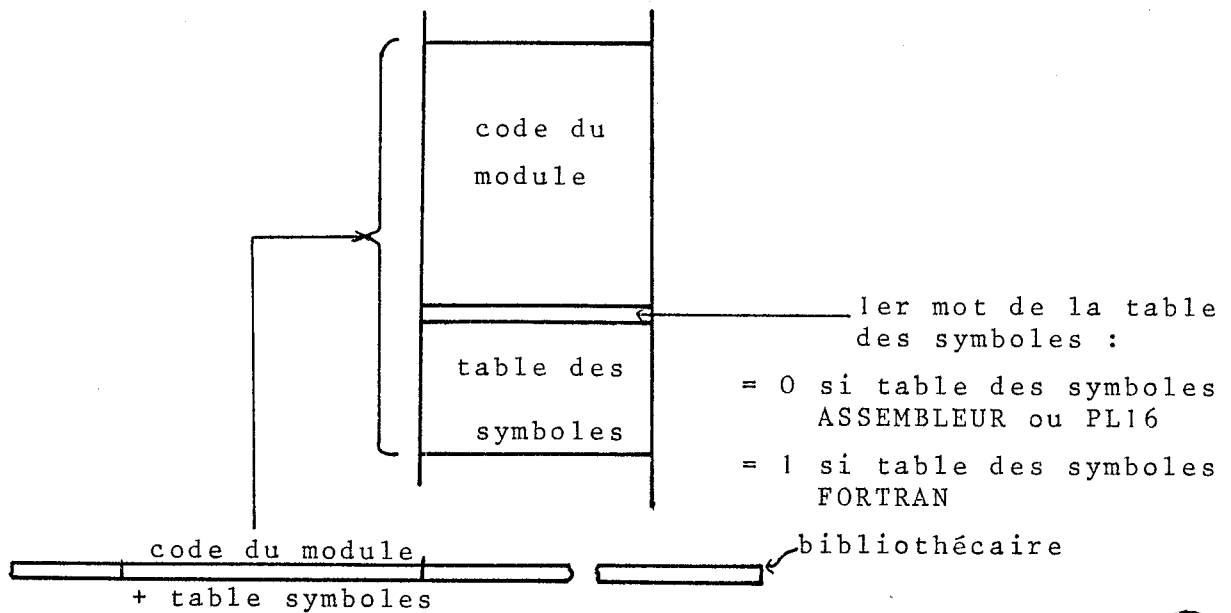 code du
module
1er mot de la table
des symboles :
table des
symboles
= 0 si table des symboles
ASSEMBLEUR ou PL16
= 1 si table des symboles
FORTRAN
bibliothécaire
code du module
+ table symboles